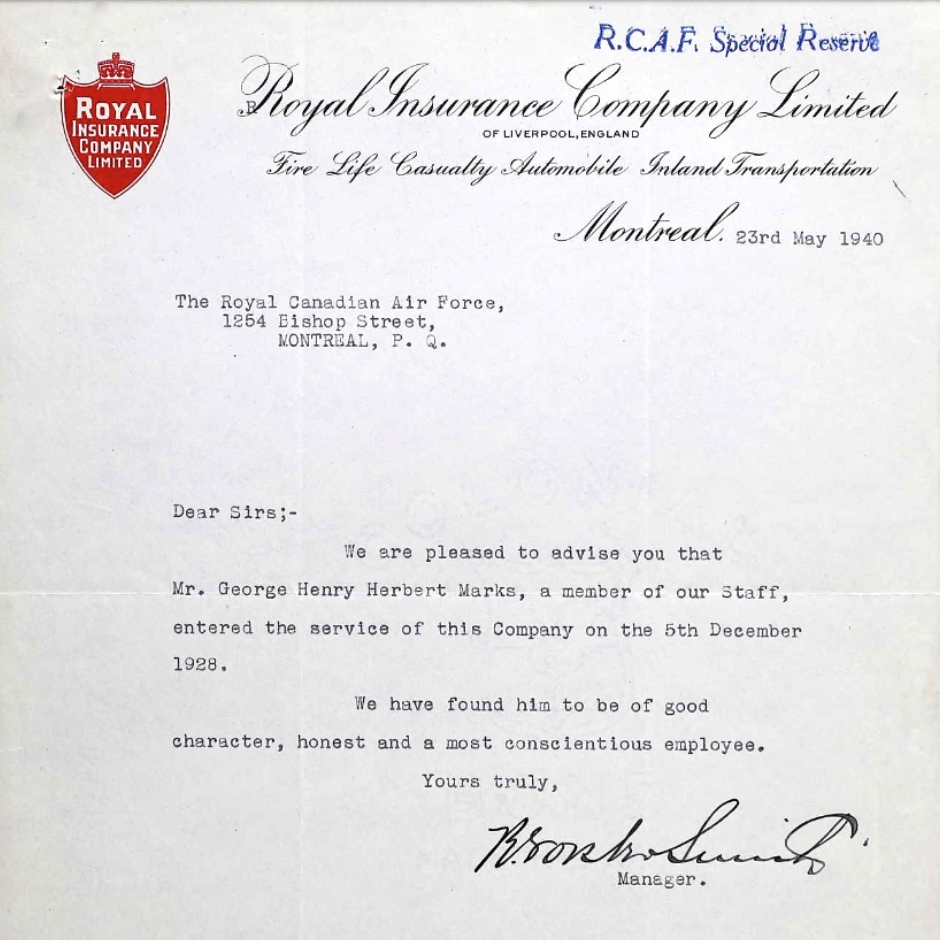 R.C.A.F. Special Reserve
ROYAL
INSURANCE
COMPANY
LIMITED
Royal Insurance Company Limited
OF LIVERPOOL, ENGLAND
Fire Life Casualty Automobile Inland Transportation
Montreal. 23rd May 1940
The Royal Canadian Air Force,
1254 Bishop Street,
MONTREAL, P. Q.
Dear Sirs;-
We are pleased to advise you that
Mr. George Henry Herbert Marks, a member of our Staff,
entered the service of this Company on the 5th December
1928.
We have found him to be of good
character, honest and a most conscientious employee.
Yours truly,
Manager.